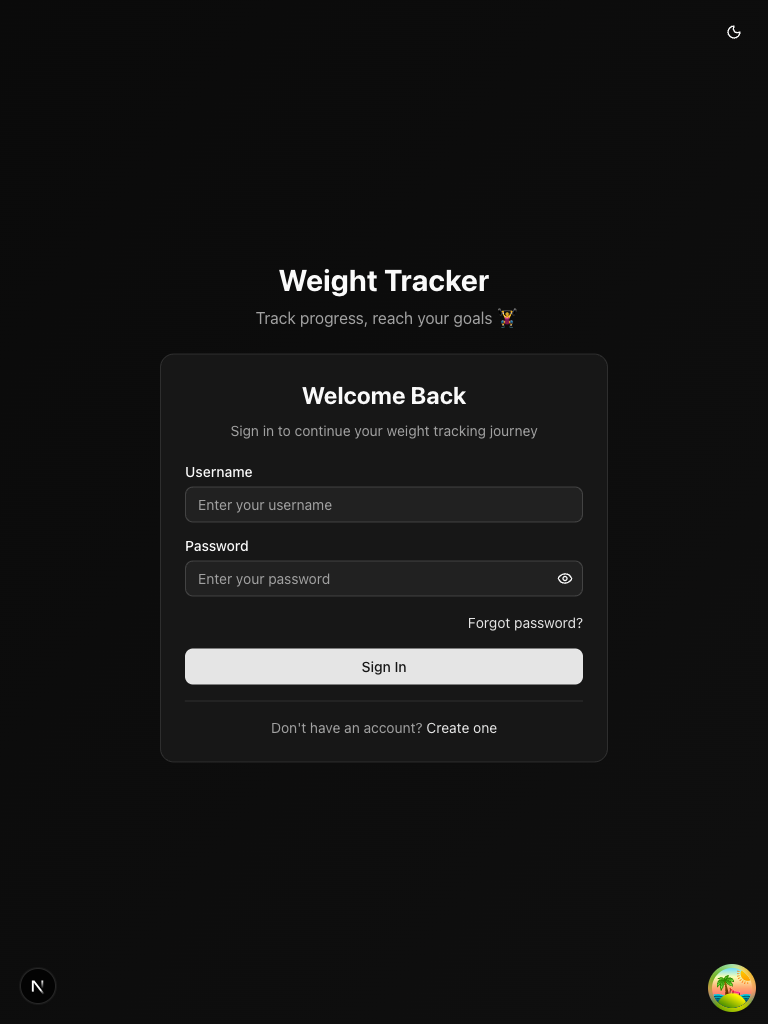 Weight Tracker
Track progress, reach your goals 🏋️
Welcome Back
Sign in to continue your weight tracking journey
Username
Enter your username
Password
Enter your password
Forgot password?
Sign In
Don't have an account? Create one
N